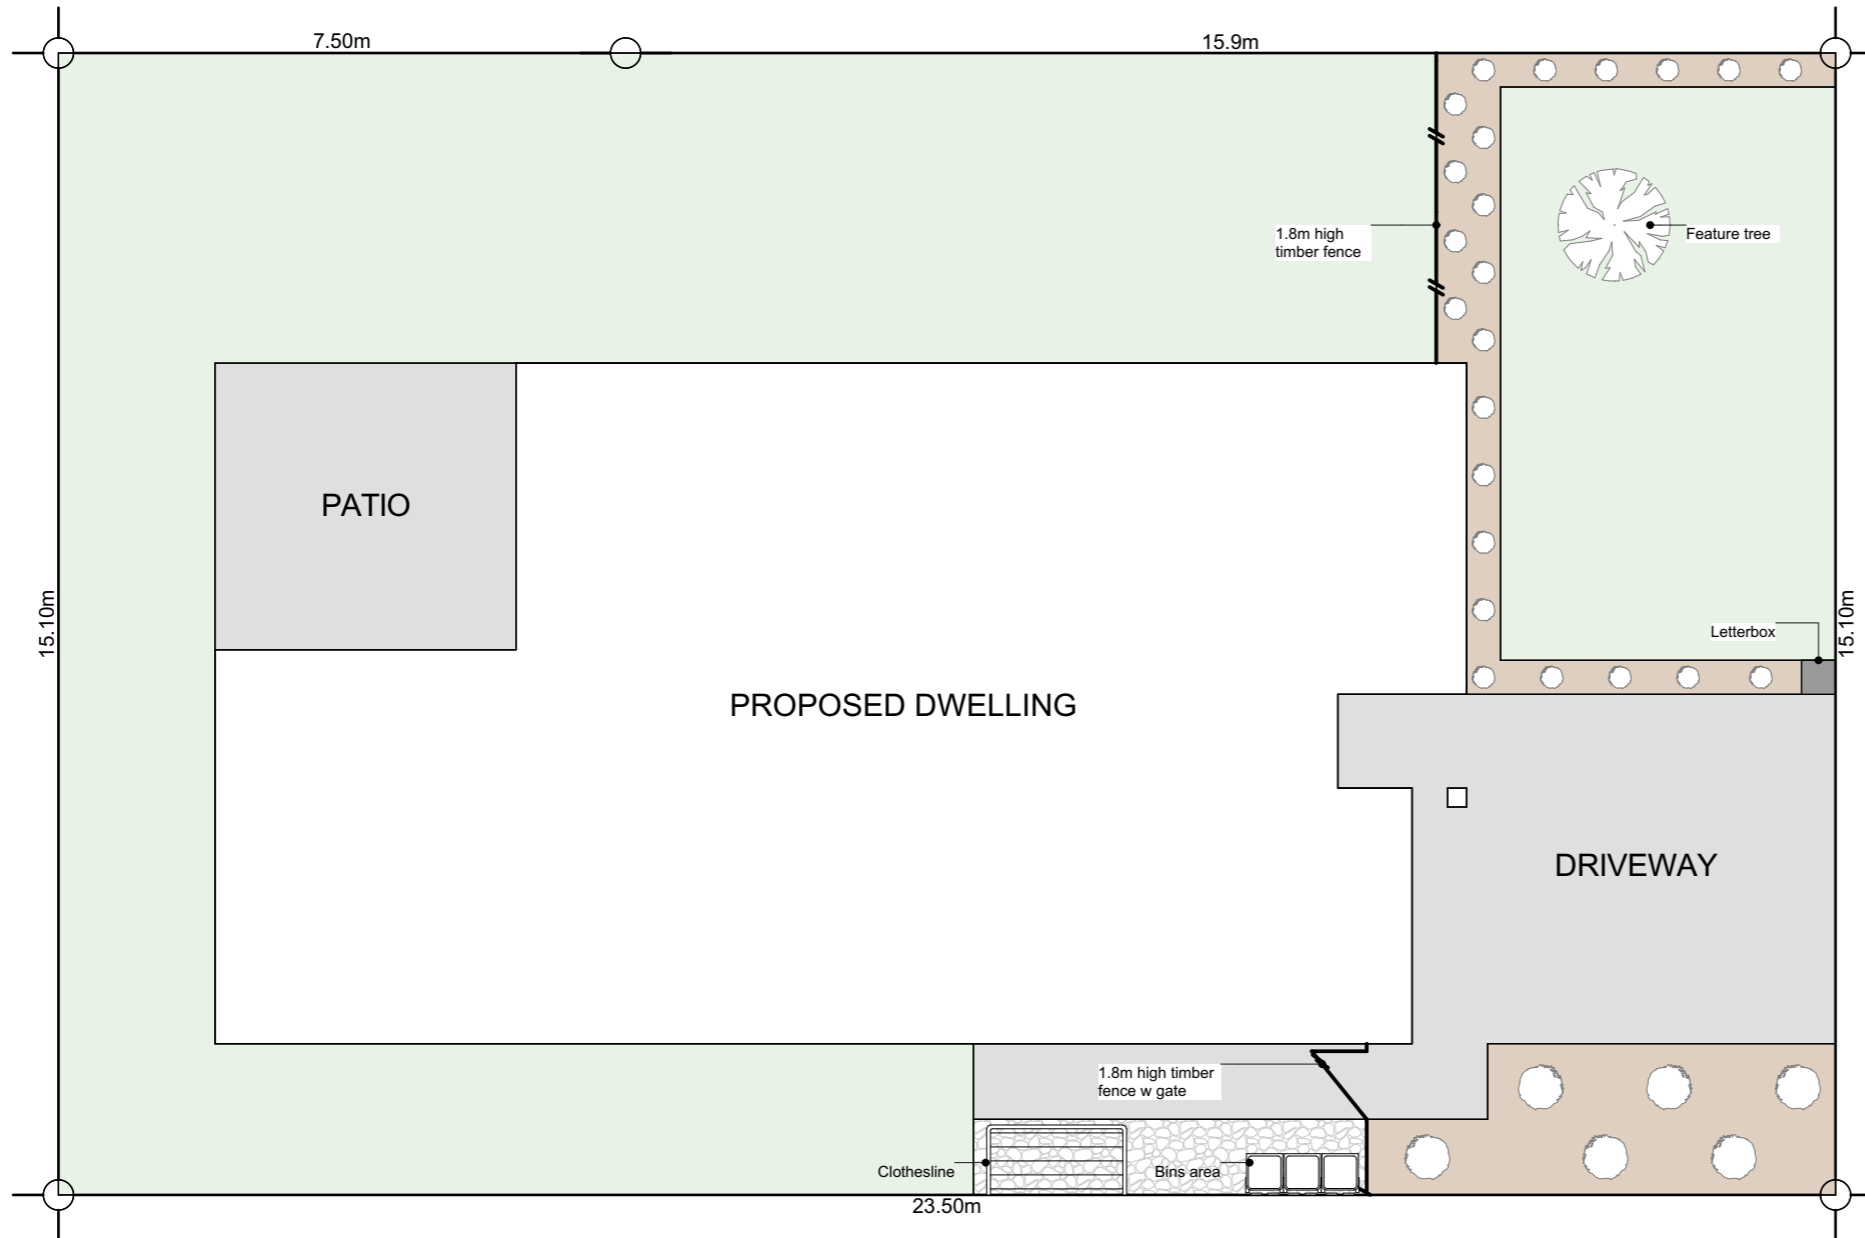 7.50m
15.9m
1.8m high
timber fence
Feature tree
PATIO
15.10m
Letterbox
15.10m
PROPOSED DWELLING
DRIVEWAY
1.8m high timber
fence w gate
Clothesline
Bins area
23.50m